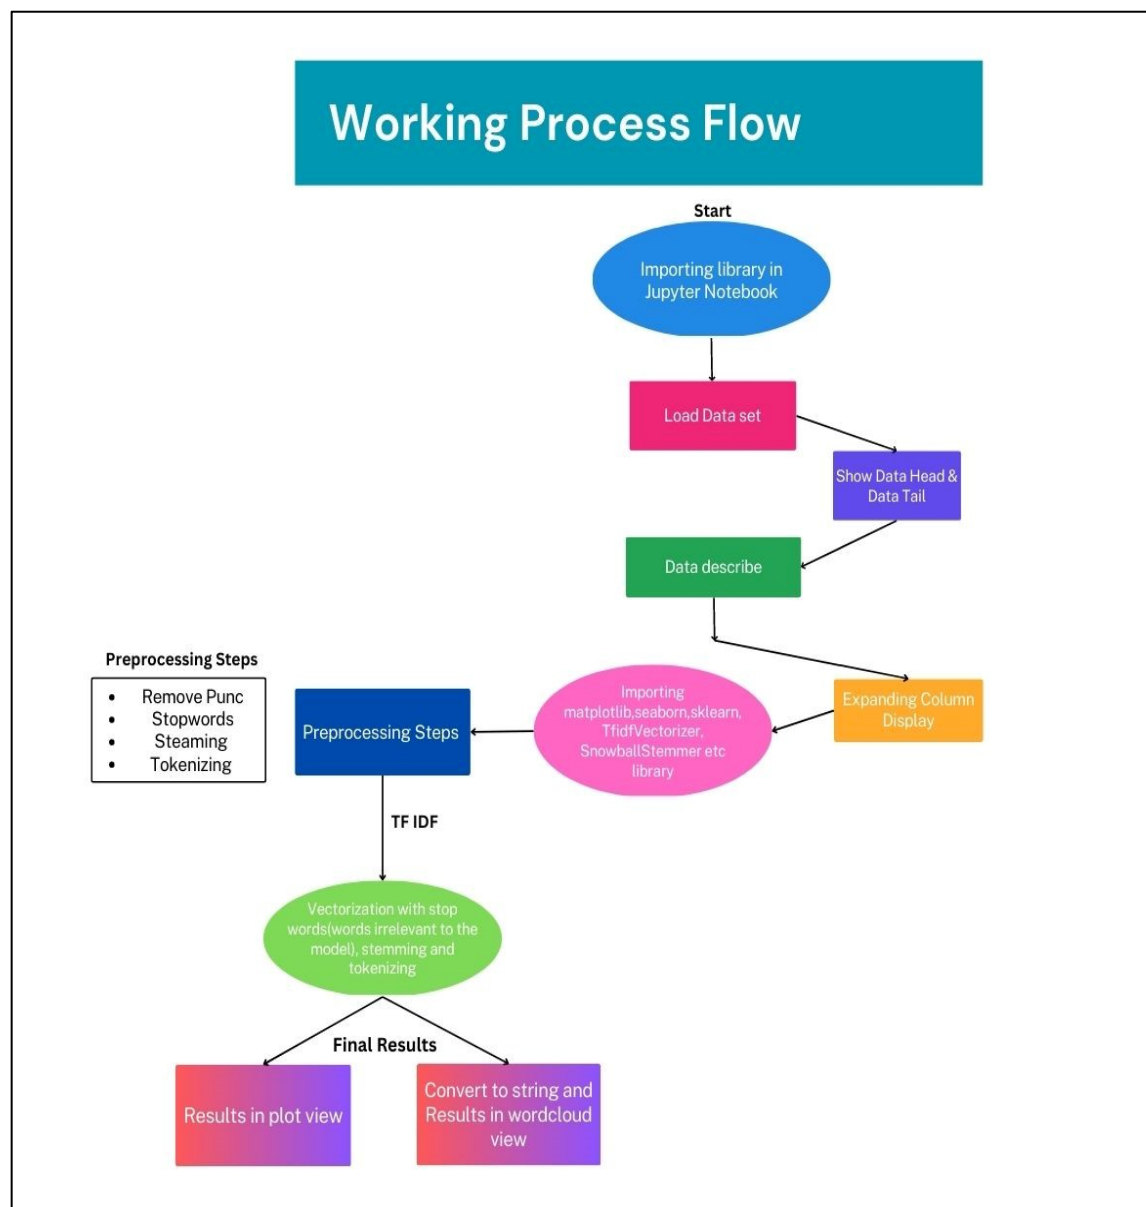 Working Process Flow
Start
Importing library in
Jupyter Notebook
Load Data set
Show Data Head &
Data Tail
Data describe
Expanding Column
Display
Importing
matplotlib,seaborn,sklearn,
TfidfVectorizer,
SnowballStemmer etc
library
Preprocessing Steps
Preprocessing Steps
• Remove Punc
• Stopwords
• Steaming
• Tokenizing
TF IDF
Vectorization with stop
words(words irrelevant to the
model), stemming and
tokenizing
Final Results
Results in plot view
Convert to string and
Results in wordcloud
view